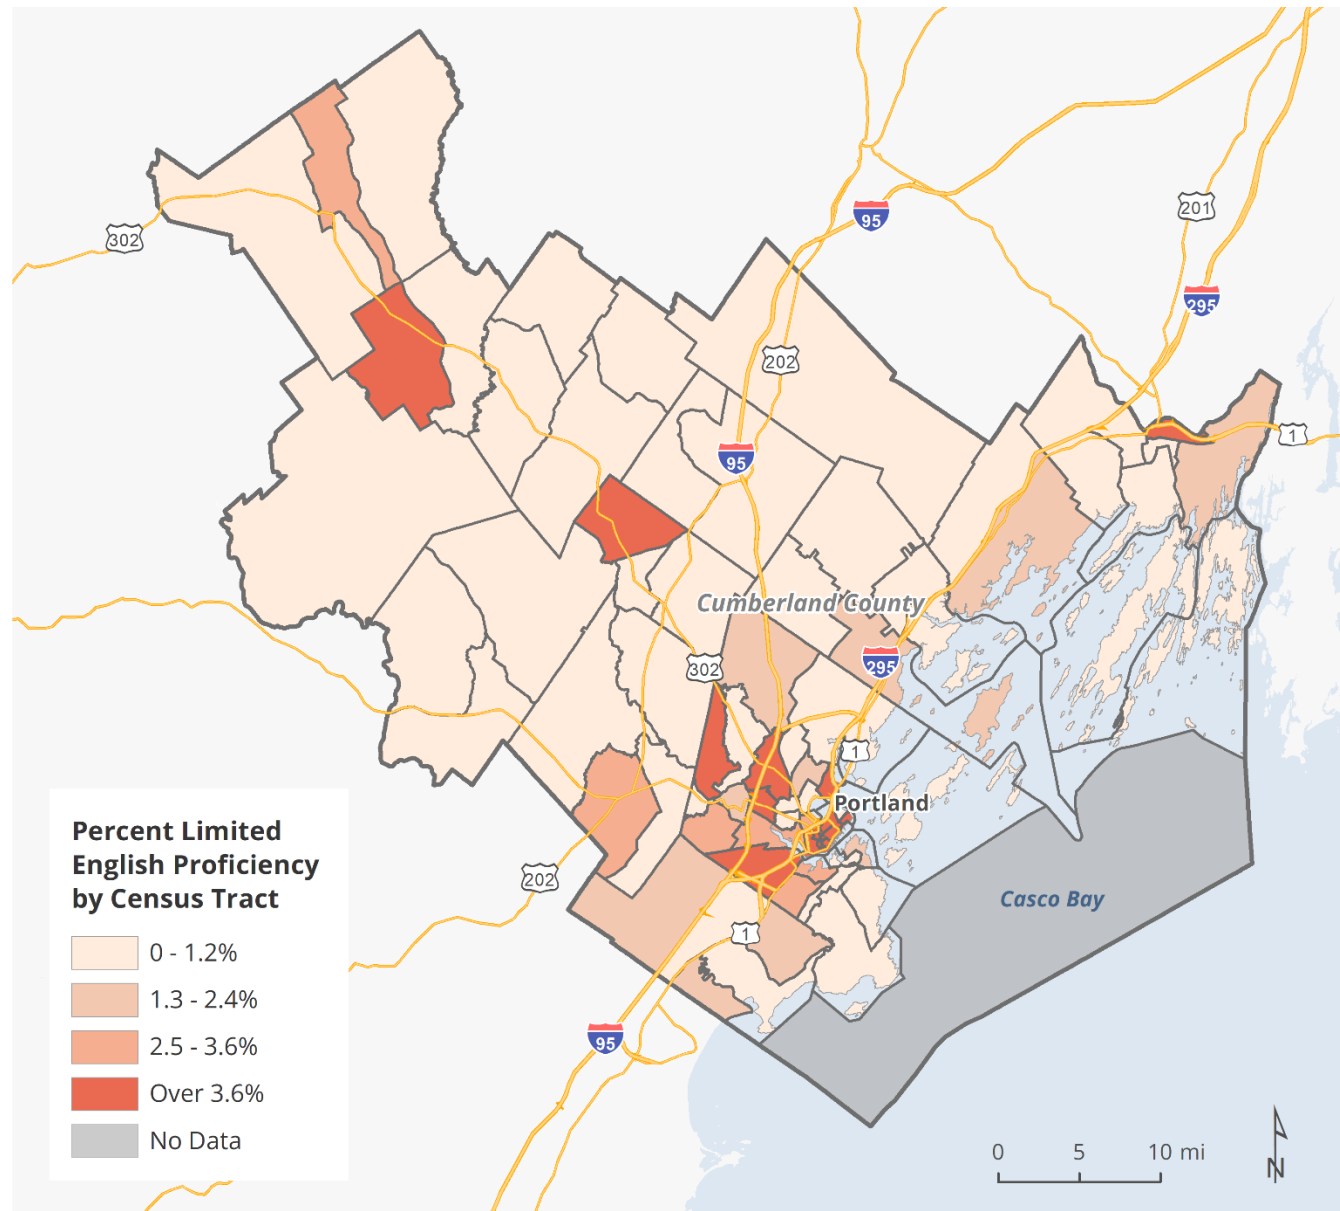 302
95
201
295
202
1
95
Cumberland County
295
302
1
Portland
202
Casco Bay
1
95
Percent Limited
English Proficiency
by Census Tract
0 - 1.2%
1.3 - 2.4%
2.5 - 3.6%
Over 3.6%
No Data
0 5 10 mi
N